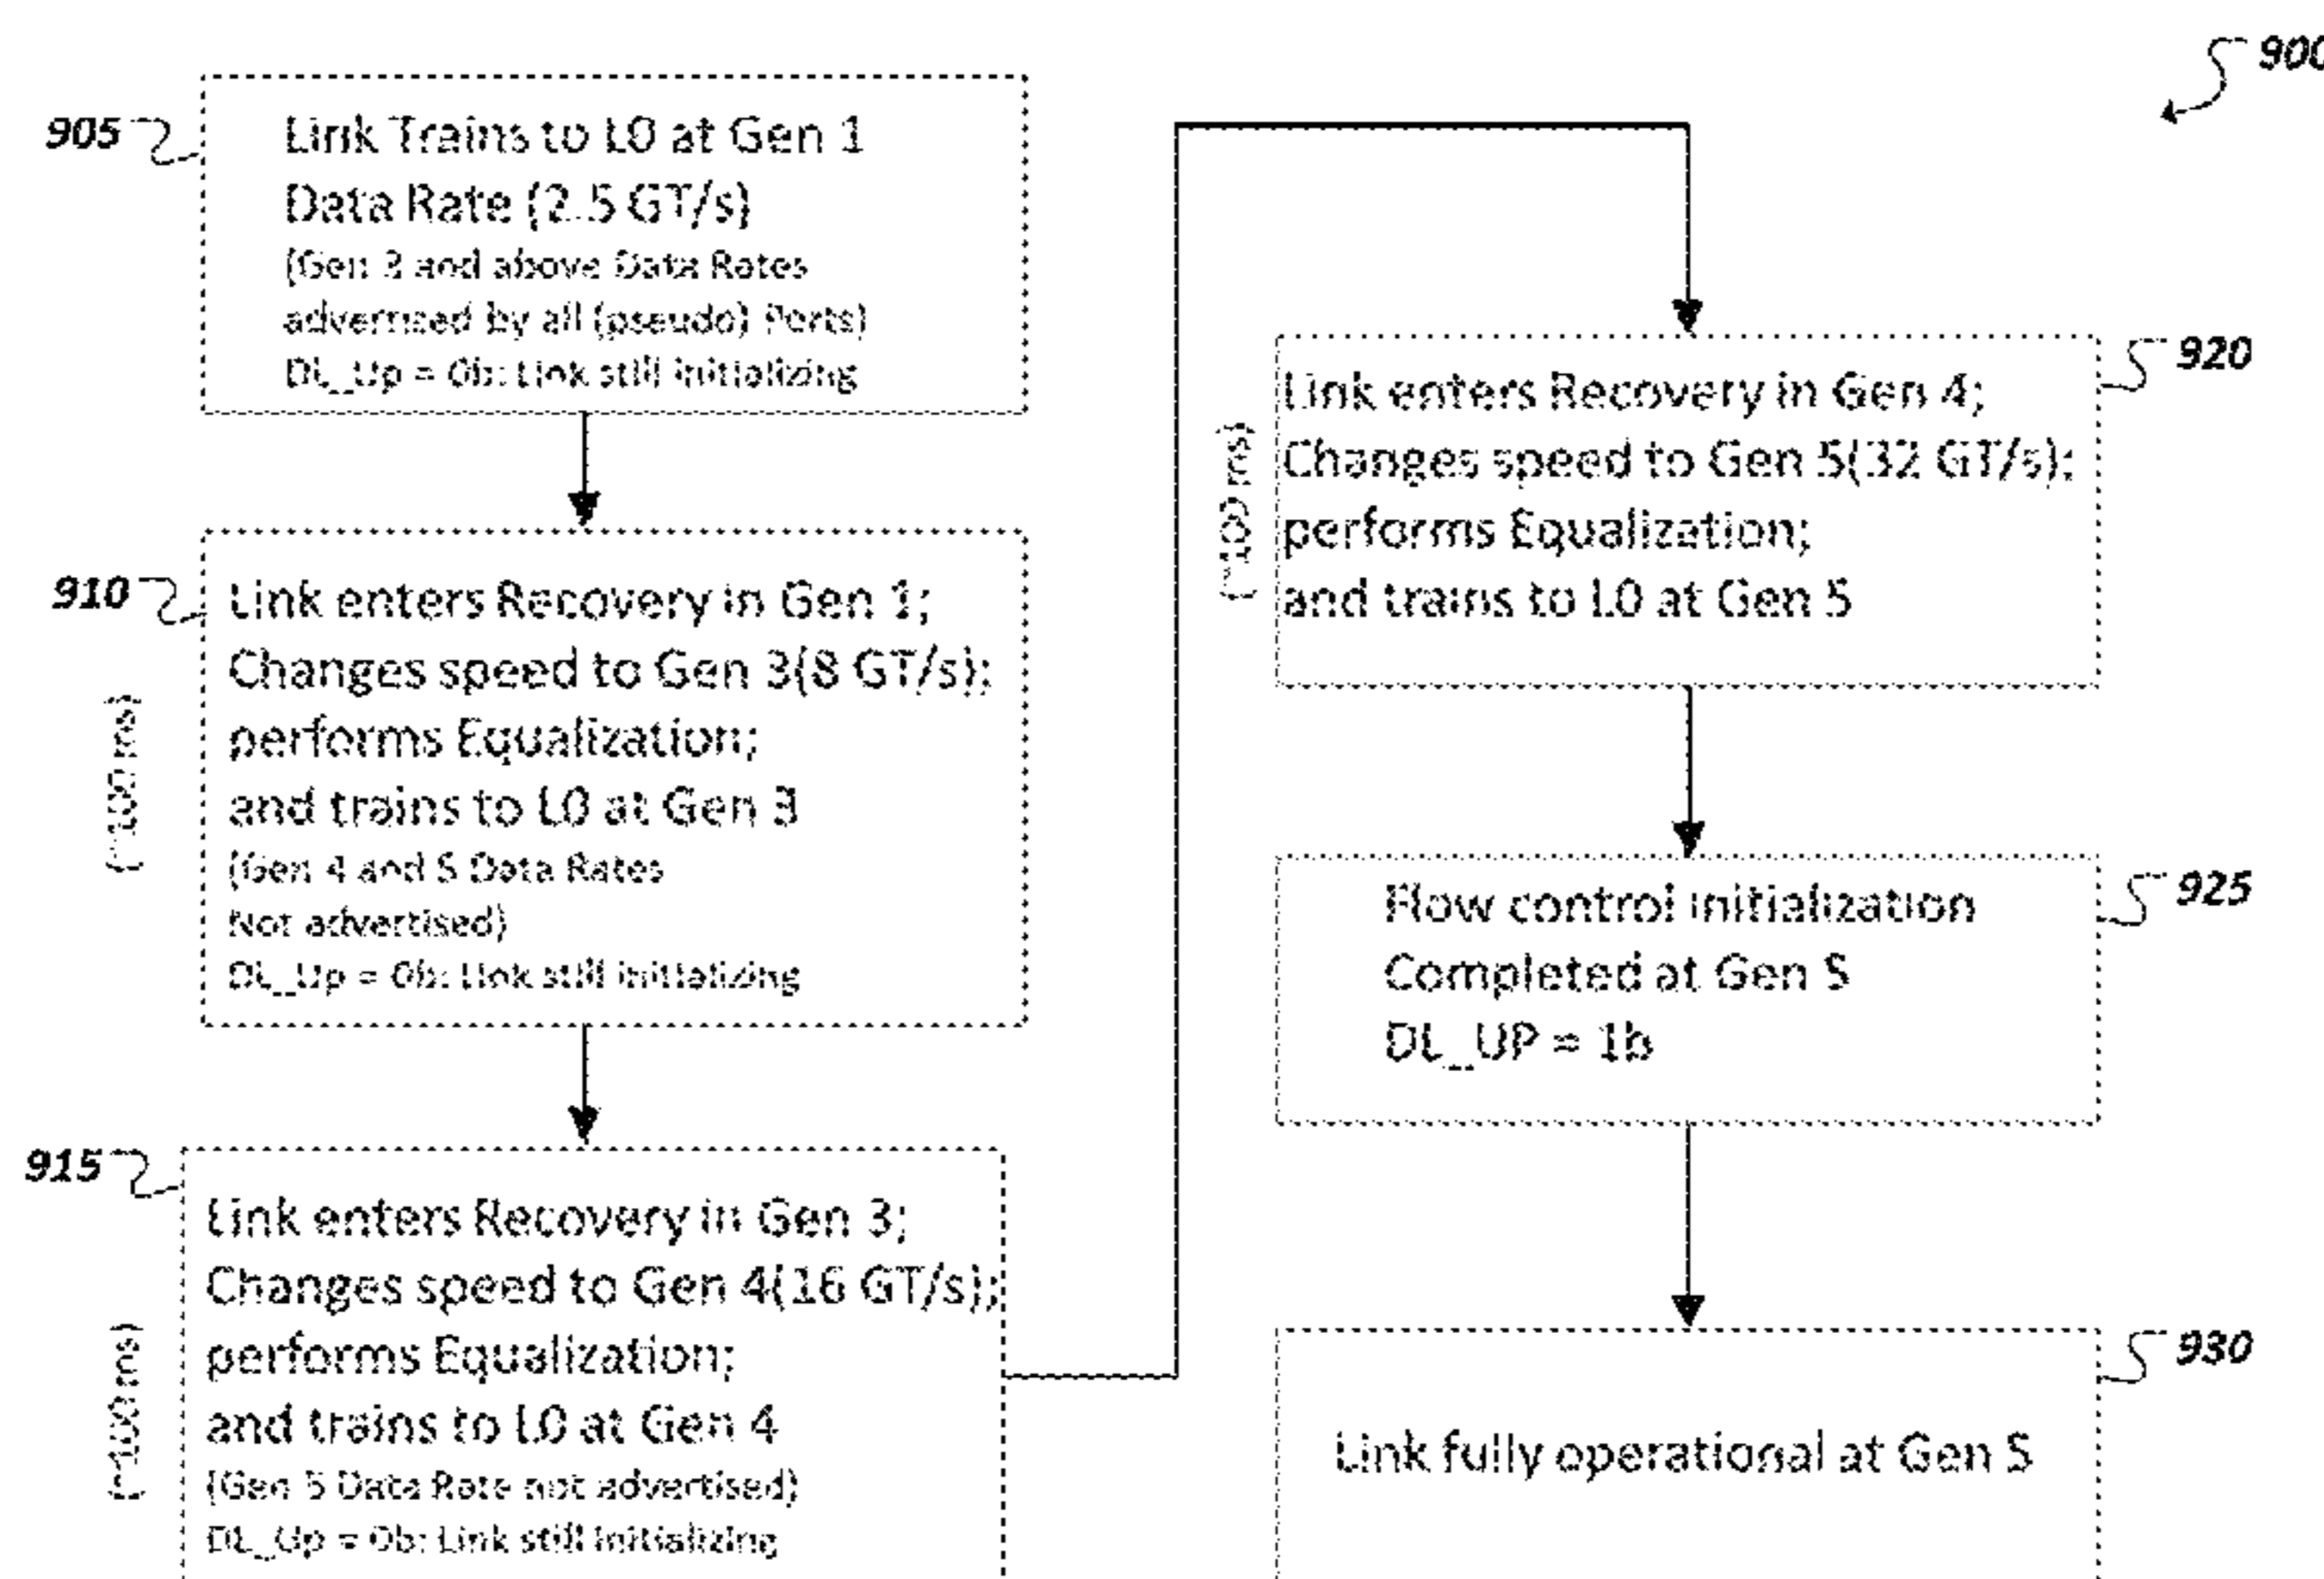 900
905
Link Trains to L0 at Gen 1
Data Rate (2.5 GT/s)
(Gen 3 and above Data Rates
advertised by all (pseudo) Ports)
DL_Up = 0b: Link still initializing
910
Link enters Recovery in Gen 1;
Changes speed to Gen 3(8 GT/s);
performs Equalization;
and trains to L0 at Gen 3
(Gen 4 and 5 Data Rates
Not advertised)
DL_Up = 0b: Link still initializing
(~100 ms)
915
Link enters Recovery in Gen 3;
Changes speed to Gen 4(16 GT/s);
performs Equalization;
and trains to L0 at Gen 4
(Gen 5 Data Rate not advertised)
DL_Up = 0b: Link still initializing
(~100 ms)
920
Link enters Recovery in Gen 4;
Changes speed to Gen 5(32 GT/s);
performs Equalization;
and trains to L0 at Gen 5
(~100 ms)
925
Flow control initialization
Completed at Gen 5
DL_UP = 1b
930
Link fully operational at Gen 5